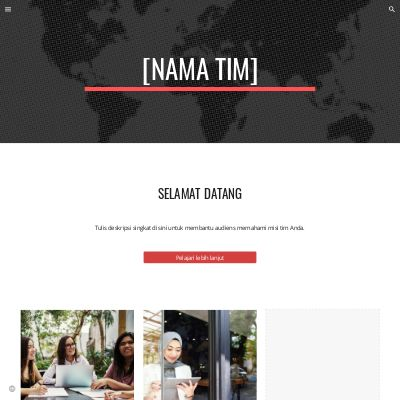 [NAMA TIM]
SELAMAT DATANG
Tulis deskripsi singkat di sini untuk membantu audiens memahami misi tim Anda.
Pelajari lebih lanjut